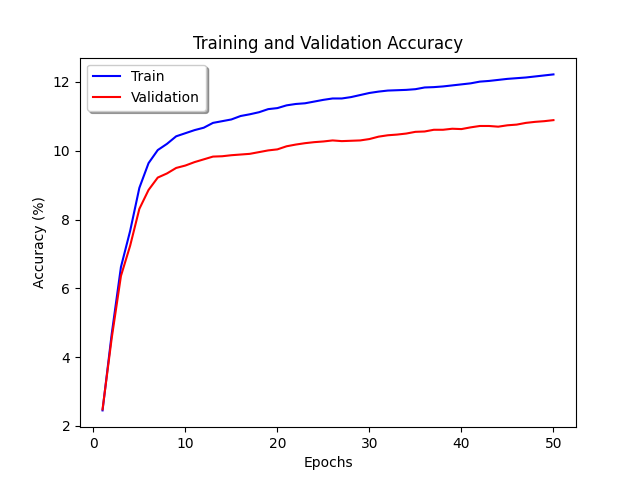 Training and Validation Accuracy
Train
Validation
12
10
8
6
4
2
Accuracy (%)
0 10 20 30 40 50
Epochs